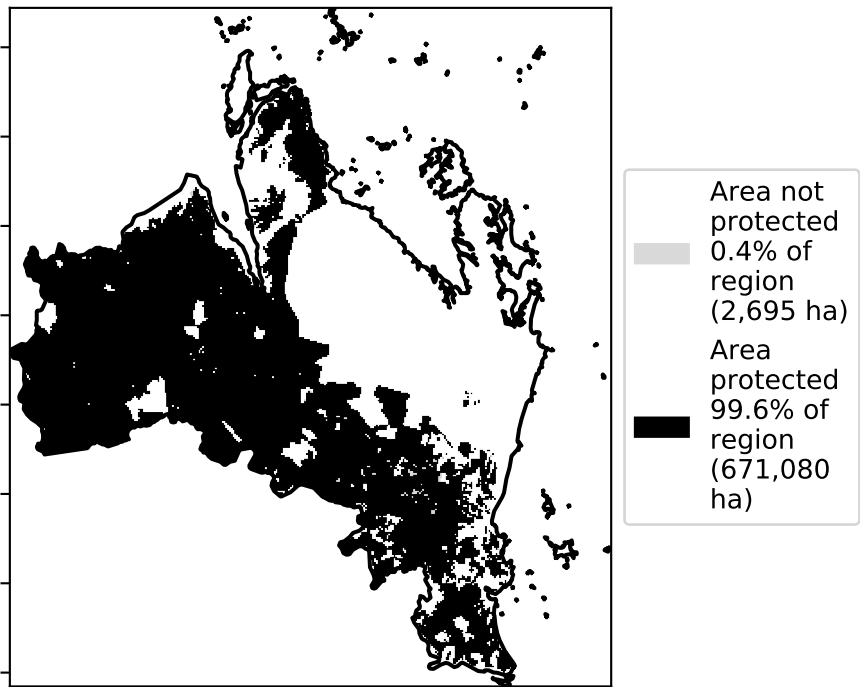 Area not
protected
0.4% of
region
(2,695 ha)
Area
protected
99.6% of
region
(671,080
ha)